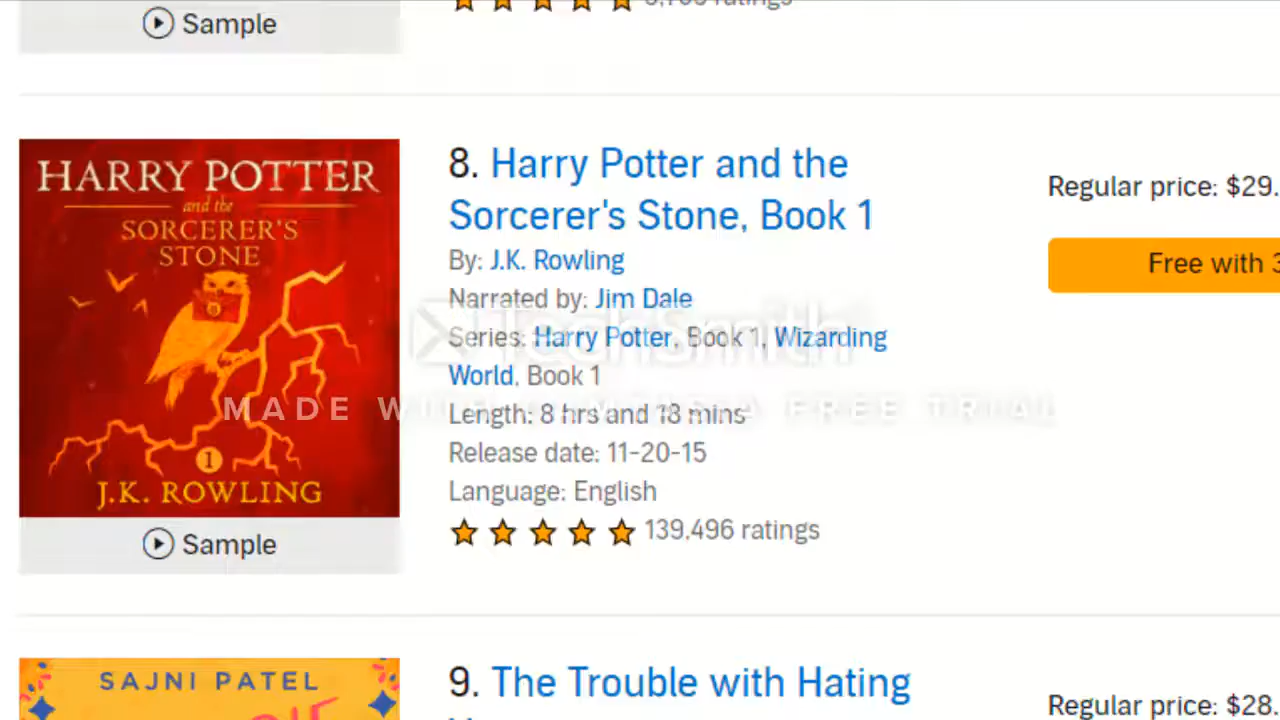 Sample
HARRY POTTER
and the
SORCERER'S
STONE
1
J.K. ROWLING
Sample
8. Harry Potter and the
Sorcerer's Stone, Book 1
By: J.K. Rowling
Narrated by: Jim Dale
Series: Harry Potter, Book 1, Wizarding
World, Book 1
Length: 8 hrs and 18 mins
Release date: 11-20-15
Language: English
139,496 ratings
Regular price: $29.
Free with
TechSmith
MADE WITH CAMTASIA FREE TRIAL
SAJNI PATEL
9. The Trouble with Hating
Regular price: $28.